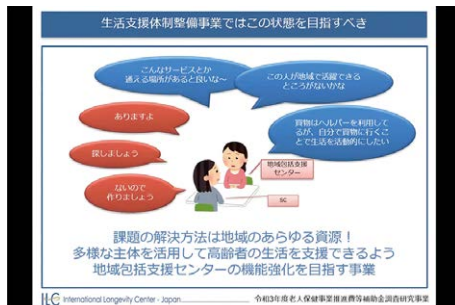 生活支援体制整備事業ではこの状態を目指すべき
こんなサービスとか
通える場所があると良いな～
この人が地域で活躍できる
ところがないかな
ありますよ
買物はヘルパーを利用して
るが、自分で買物に行くこ
とで生活を活動的にしたい
探しましょう
地域包括支援
センター
ないので
作りましょう
SC
課題の解決方法は地域のあらゆる資源！
多様な主体を活用して高齢者の生活を支援できるよう
地域包括支援センターの機能強化を目指す事業
ILC International Longevity Center - Japan
令和3年度老人保健事業推進費等補助金調査研究事業